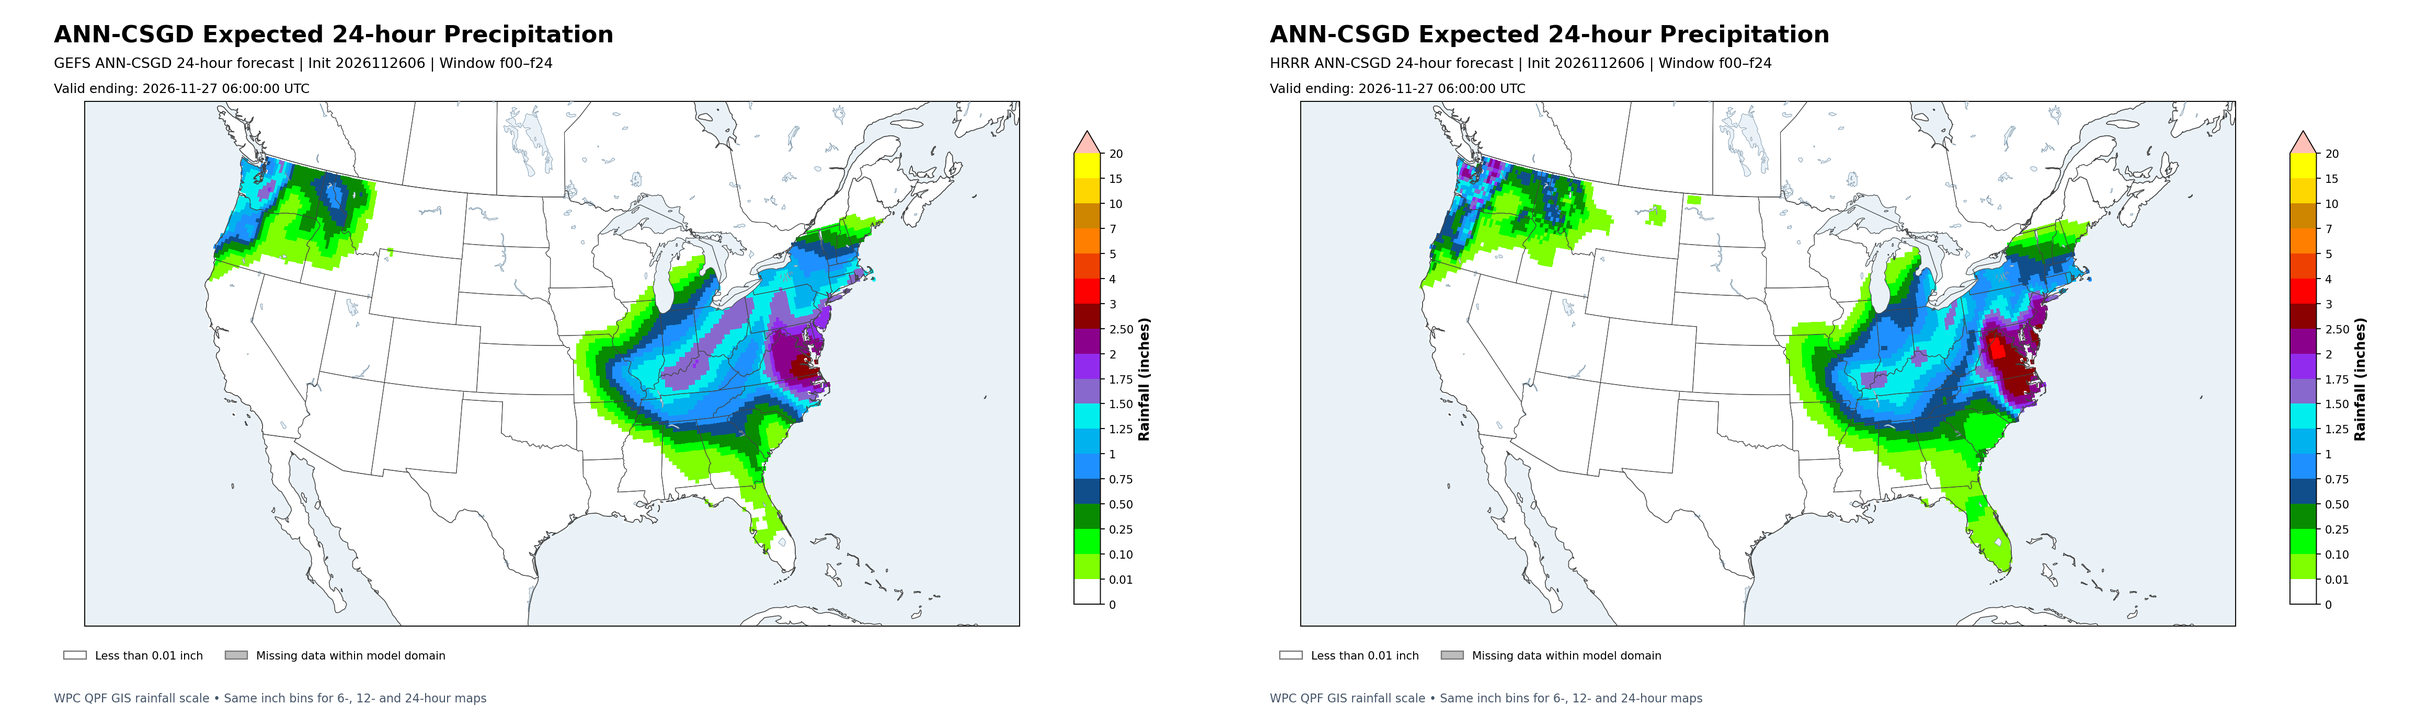 ANN-CSGD Expected 24-hour Precipitation
GEFS ANN-CSGD 24-hour forecast | Init 2026112606 | Window f00–f24
Valid ending: 2026-11-27 06:00:00 UTC
20
15
10
7
5
4
3
2.50
2
1.75
1.50
1.25
1
0.75
0.50
0.25
0.10
0.01
0
Rainfall (inches)
Less than 0.01 inch
Missing data within model domain
WPC QPF GIS rainfall scale • Same inch bins for 6-, 12- and 24-hour maps
ANN-CSGD Expected 24-hour Precipitation
HRRR ANN-CSGD 24-hour forecast | Init 2026112606 | Window f00–f24
Valid ending: 2026-11-27 06:00:00 UTC
20
15
10
7
5
4
3
2.50
2
1.75
1.50
1.25
1
0.75
0.50
0.25
0.10
0.01
0
Rainfall (inches)
Less than 0.01 inch
Missing data within model domain
WPC QPF GIS rainfall scale • Same inch bins for 6-, 12- and 24-hour maps